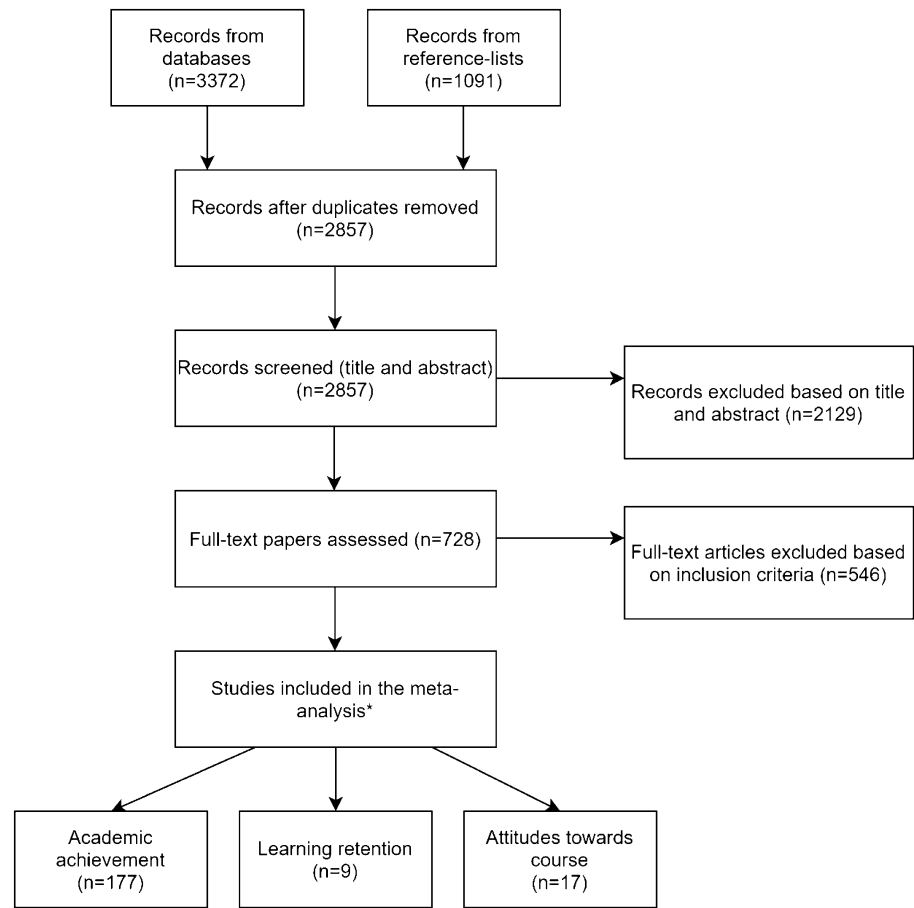 Records from
databases
(n=3372)
Records from
reference-lists
(n=1091)
Records after duplicates removed
(n=2857)
Records screened (title and abstract)
(n=2857)
Records excluded based on title
and abstract (n=2129)
Full-text papers assessed (n=728)
Full-text articles excluded based
on inclusion criteria (n=546)
Studies included in the meta-
analysis*
Academic
achievement
(n=177)
Learning retention
(n=9)
Attitudes towards
course
(n=17)